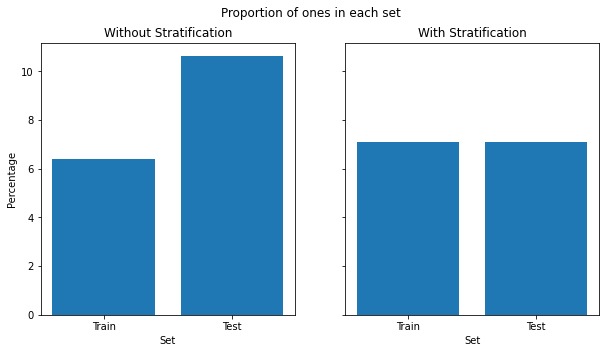 Proportion of ones in each set
Without Stratification
With Stratification
10
8
6
4
2
0
Percentage
Train
Test
Train
Test
Set
Set